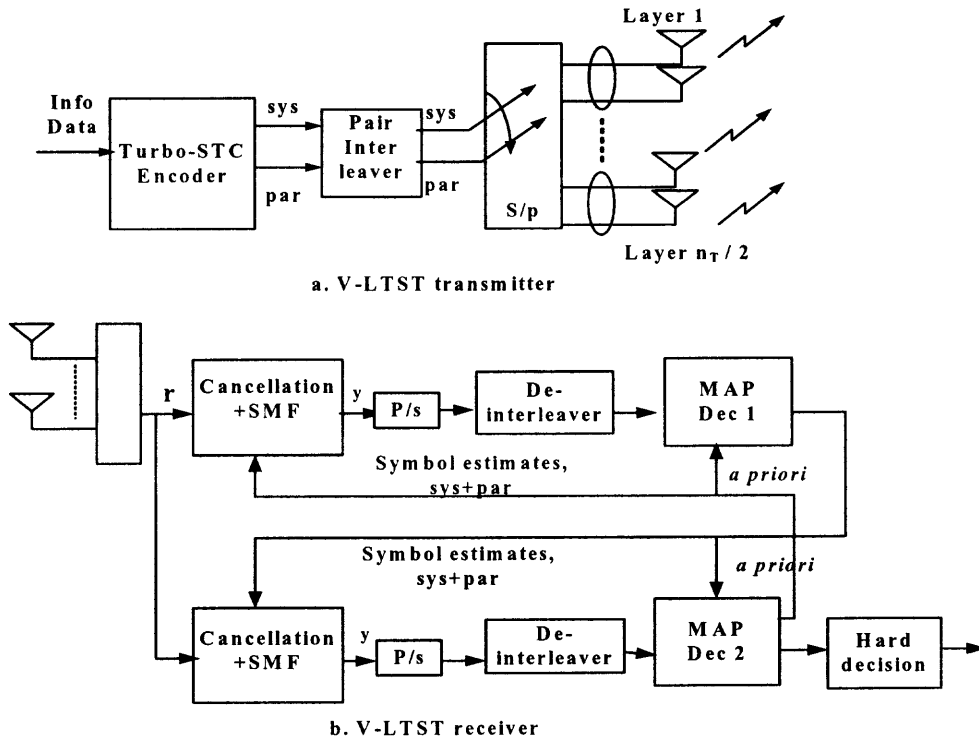 Layer 1
Info
Data
Turbo-STC
Encoder
sys
par
Pair
Inter
leaver
sys
par
S/p
Layer n_T / 2
a. V-LTST transmitter
r
Cancellation
+SMF
y
P/s
De-
interleaver
MAP
Dec 1
Symbol estimates,
sys+par
a priori
Symbol estimates,
sys+par
a priori
Cancellation
+SMF
y
P/s
De-
interleaver
MAP
Dec 2
Hard
decision
b. V-LTST receiver